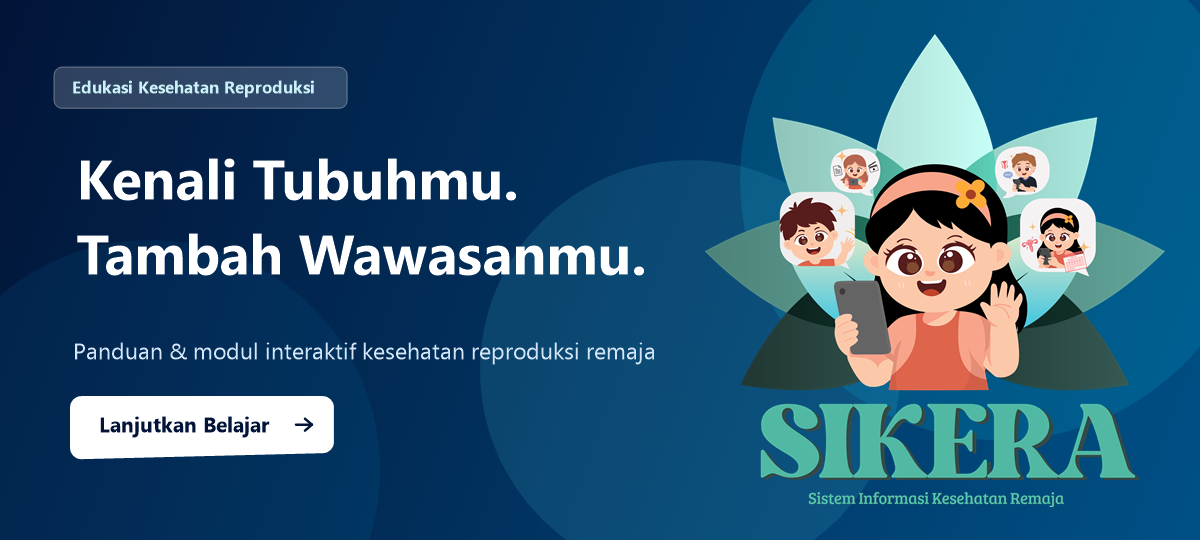 Edukasi Kesehatan Reproduksi
Kenali Tubuhmu.
Tambah Wawasanmu.
Panduan & modul interaktif kesehatan reproduksi remaja
Lanjutkan Belajar →
SIKERA
Sistem Informasi Kesehatan Remaja